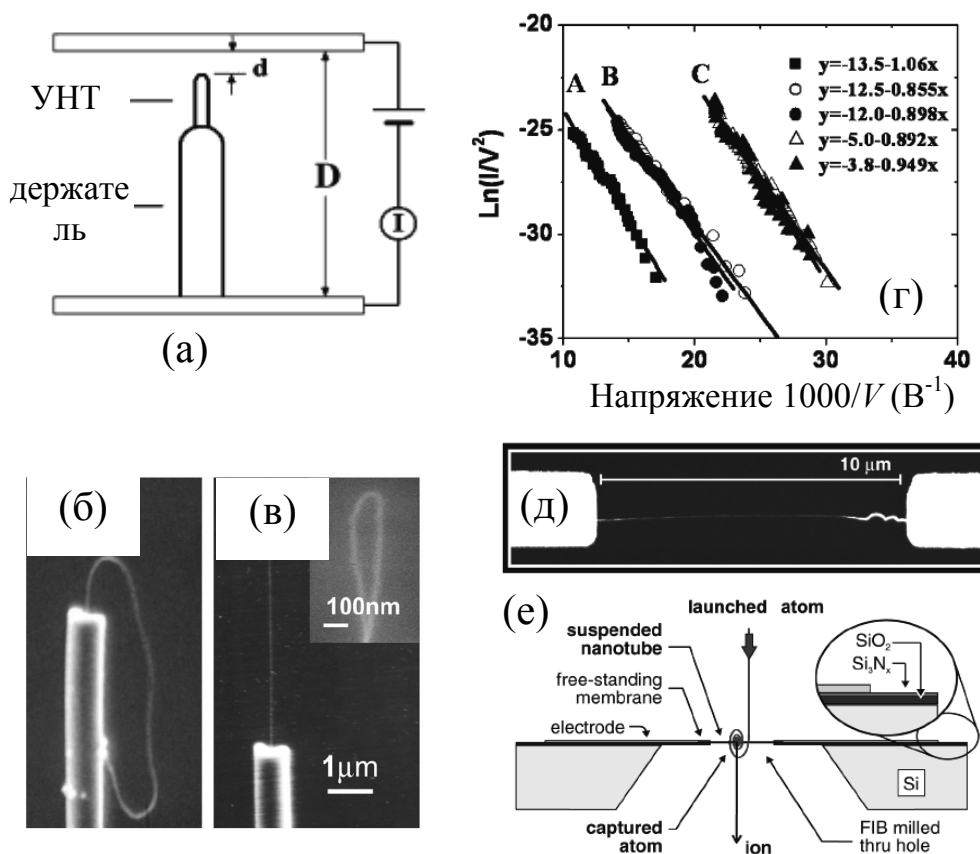 d
УНТ
D
держате
ль
I
(а)
-20
-25
-30
-35
Ln(I/V²)
A
B
C
y=-13.5-1.06x
y=-12.5-0.855x
y=-12.0-0.898x
y=-5.0-0.892x
y=-3.8-0.949x
(г)
10 20 30 40
Напряжение 1000/V (В⁻¹)
(б)
(в)
100nm
1μm
10 μm
(д)
(е)
launched atom
suspended
nanotube
free-standing
membrane
electrode
SiO₂
Si₃Nₓ
Si
captured
atom
ion
FIB milled
thru hole